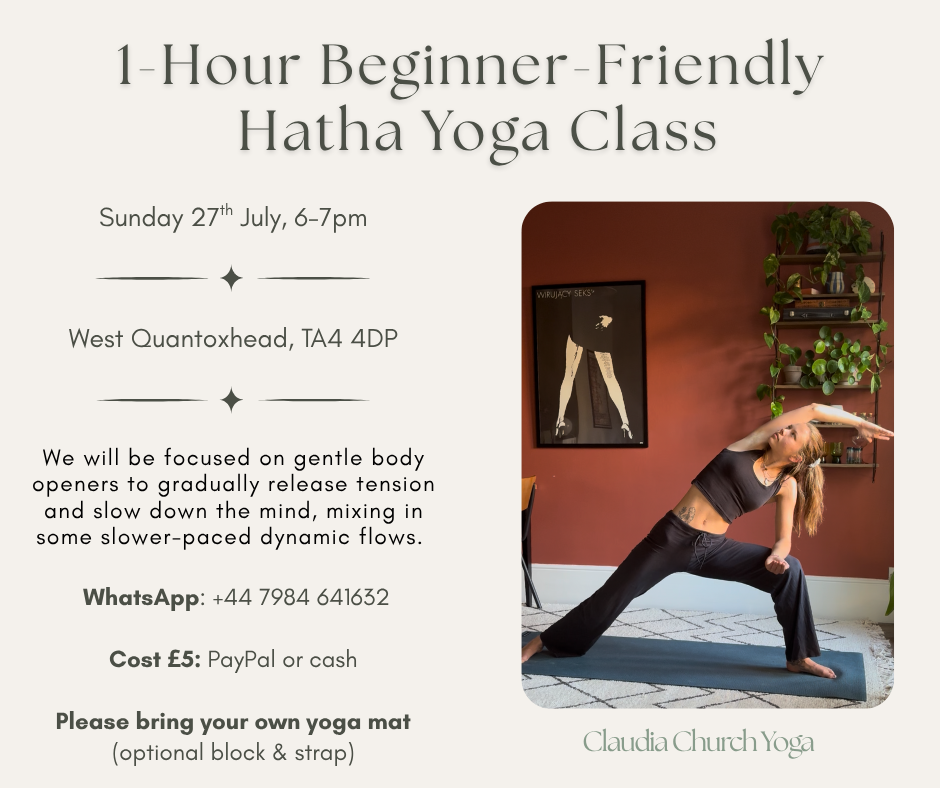 1-Hour Beginner-Friendly
Hatha Yoga Class
Sunday 27th July, 6-7pm
West Quantoxhead, TA4 4DP
We will be focused on gentle body
openers to gradually release tension
and slow down the mind, mixing in
some slower-paced dynamic flows.
WhatsApp: +44 7984 641632
Cost £5: PayPal or cash
Please bring your own yoga mat
(optional block & strap)
WIRUJĄCY SEKS
Claudia Church Yoga